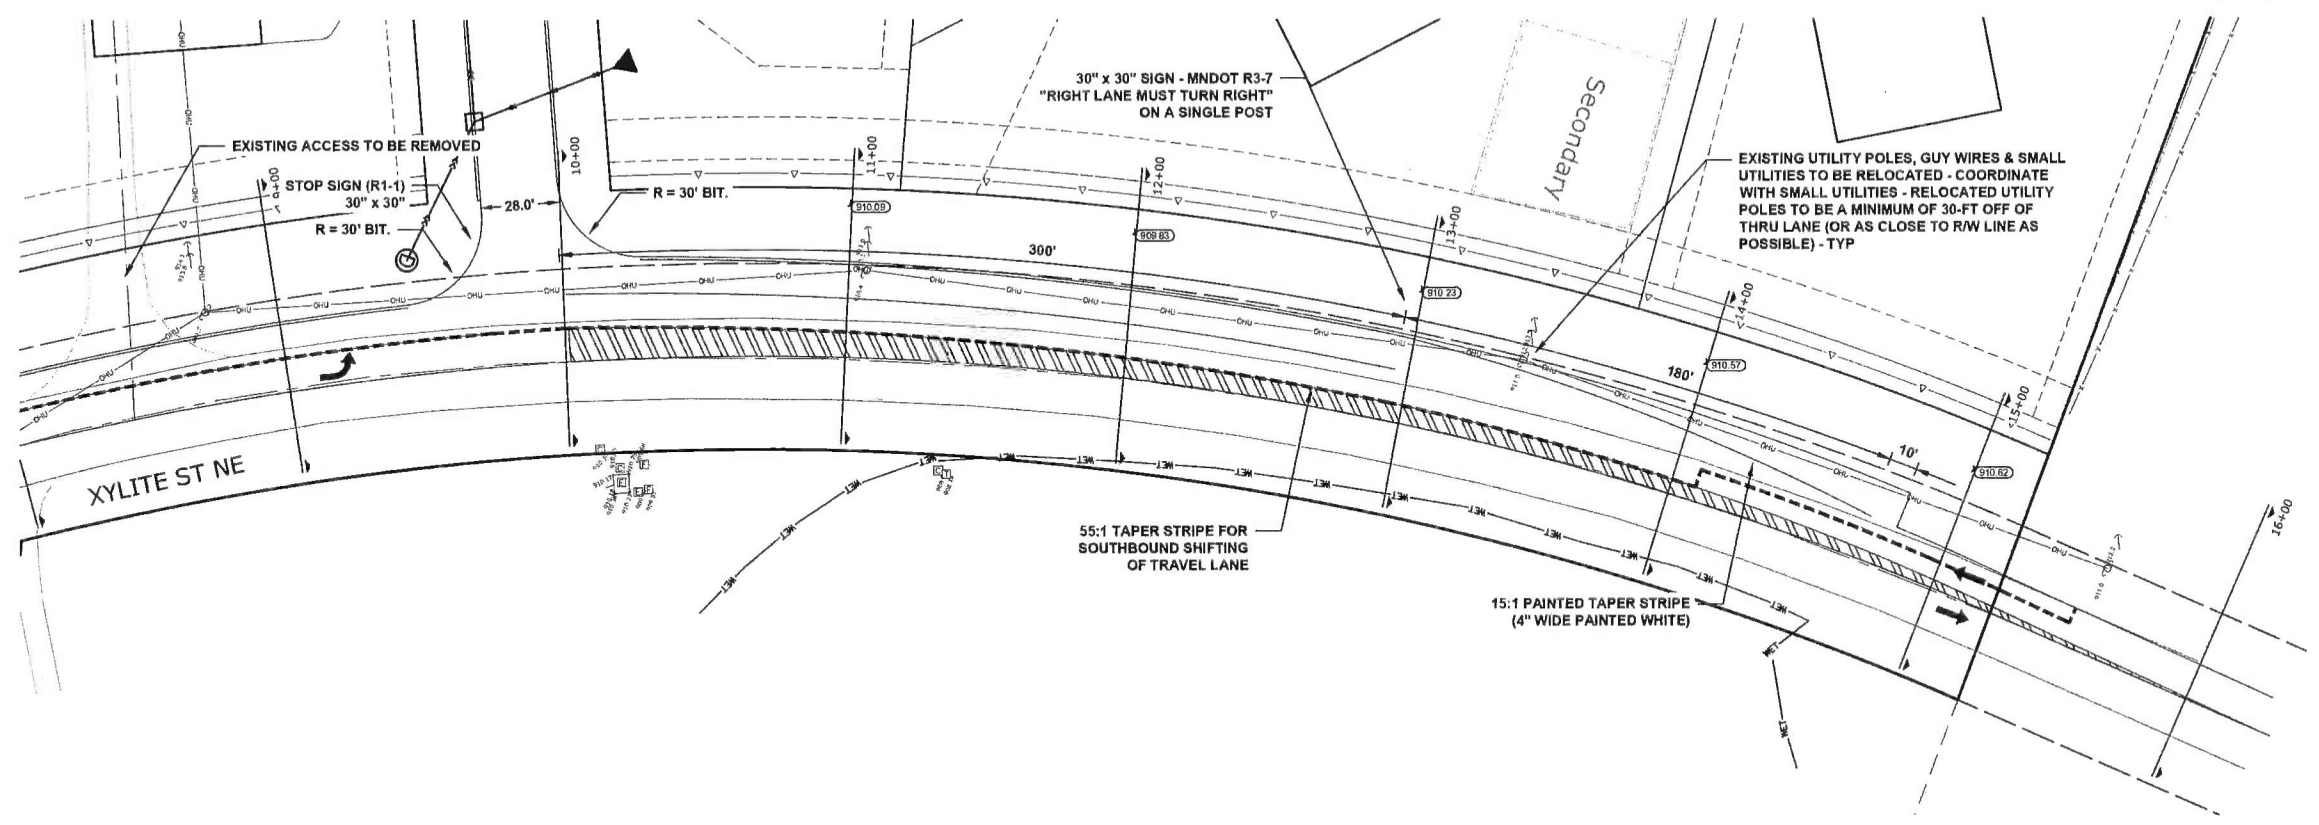 30" x 30" SIGN - MNDOT R3-7
"RIGHT LANE MUST TURN RIGHT"
ON A SINGLE POST
Secondary
EXISTING ACCESS TO BE REMOVED
STOP SIGN (R1-1)
30" x 30"
R = 30' BIT.
28.0'
R = 30' BIT.
EXISTING UTILITY POLES, GUY WIRES & SMALL
UTILITIES TO BE RELOCATED - COORDINATE
WITH SMALL UTILITIES - RELOCATED UTILITY
POLES TO BE A MINIMUM OF 30-FT OFF OF
THRU LANE (OR AS CLOSE TO R/W LINE AS
POSSIBLE) - TYP
9+00
10+00
11+00
12+00
13+00
14+00
15+00
16+00
910.09
909.83
910.23
910.57
910.62
300'
180'
10'
G
OHU
WET
XYLITE ST NE
55:1 TAPER STRIPE FOR
SOUTHBOUND SHIFTING
OF TRAVEL LANE
15:1 PAINTED TAPER STRIPE
(4" WIDE PAINTED WHITE)